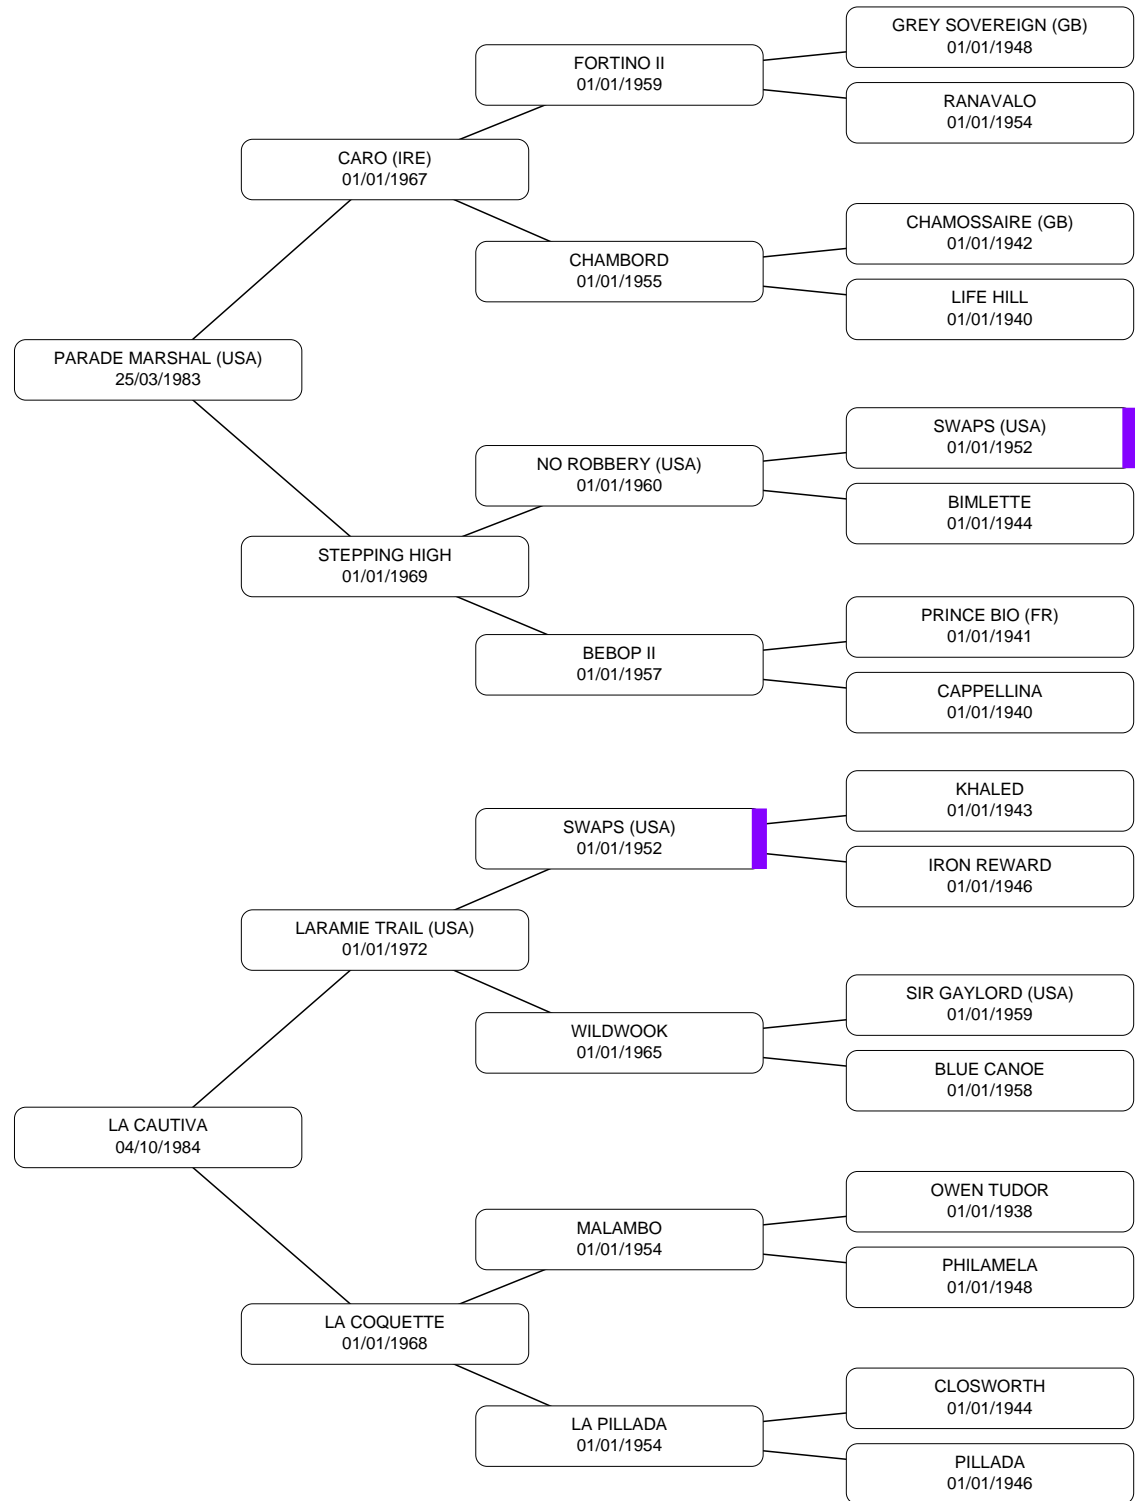 GREY SOVEREIGN (GB)
01/01/1948
FORTINO II
01/01/1959
RANAVALO
01/01/1954
CARO (IRE)
01/01/1967
CHAMOSSAIRE (GB)
01/01/1942
CHAMBORD
01/01/1955
LIFE HILL
01/01/1940
PARADE MARSHAL (USA)
25/03/1983
SWAPS (USA)
01/01/1952
NO ROBBERY (USA)
01/01/1960
BIMLETTE
01/01/1944
STEPPING HIGH
01/01/1969
PRINCE BIO (FR)
01/01/1941
BEBOP II
01/01/1957
CAPPELLINA
01/01/1940
KHALED
01/01/1943
SWAPS (USA)
01/01/1952
IRON REWARD
01/01/1946
LARAMIE TRAIL (USA)
01/01/1972
SIR GAYLORD (USA)
01/01/1959
WILDWOOK
01/01/1965
BLUE CANOE
01/01/1958
LA CAUTIVA
04/10/1984
OWEN TUDOR
01/01/1938
MALAMBO
01/01/1954
PHILAMELA
01/01/1948
LA COQUETTE
01/01/1968
CLOSWORTH
01/01/1944
LA PILLADA
01/01/1954
PILLADA
01/01/1946